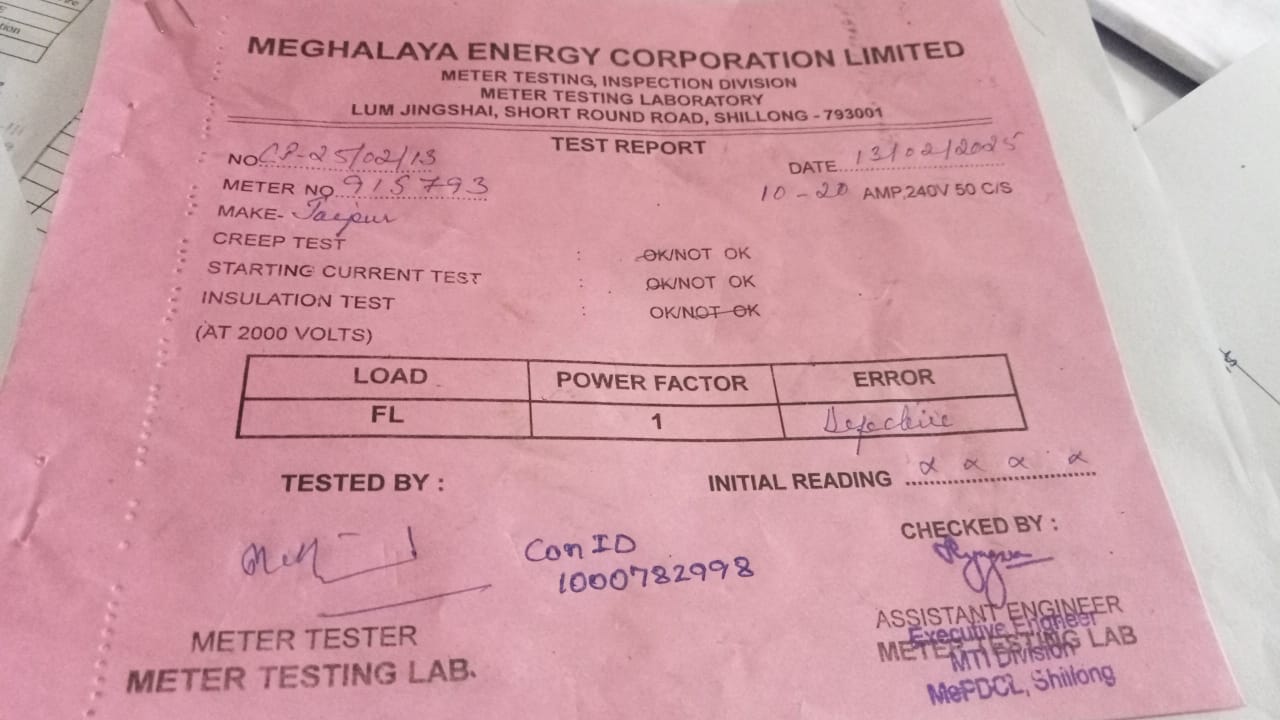 MEGHALAYA ENERGY CORPORATION LIMITED
METER TESTING, INSPECTION DIVISION
METER TESTING LABORATORY
LUM JINGSHAI, SHORT ROUND ROAD, SHILLONG - 793001
TEST REPORT
NO. CP-25/02/13
DATE 13/02/2025
METER NO 915793
10-20 AMP,240V 50 C/S
MAKE- Jaipur
CREEP TEST : OK/NOT OK
STARTING CURRENT TEST : OK/NOT OK
INSULATION TEST : OK/NOT OK
(AT 2000 VOLTS)
LOAD POWER FACTOR ERROR
FL 1 Defective
TESTED BY :
INITIAL READING x x x x
CHECKED BY :
Con ID
1000782998
METER TESTER
METER TESTING LAB.
ASSISTANT ENGINEER
Executive Engineer
METER TESTING LAB
MTI Division
MePDCL, Shillong